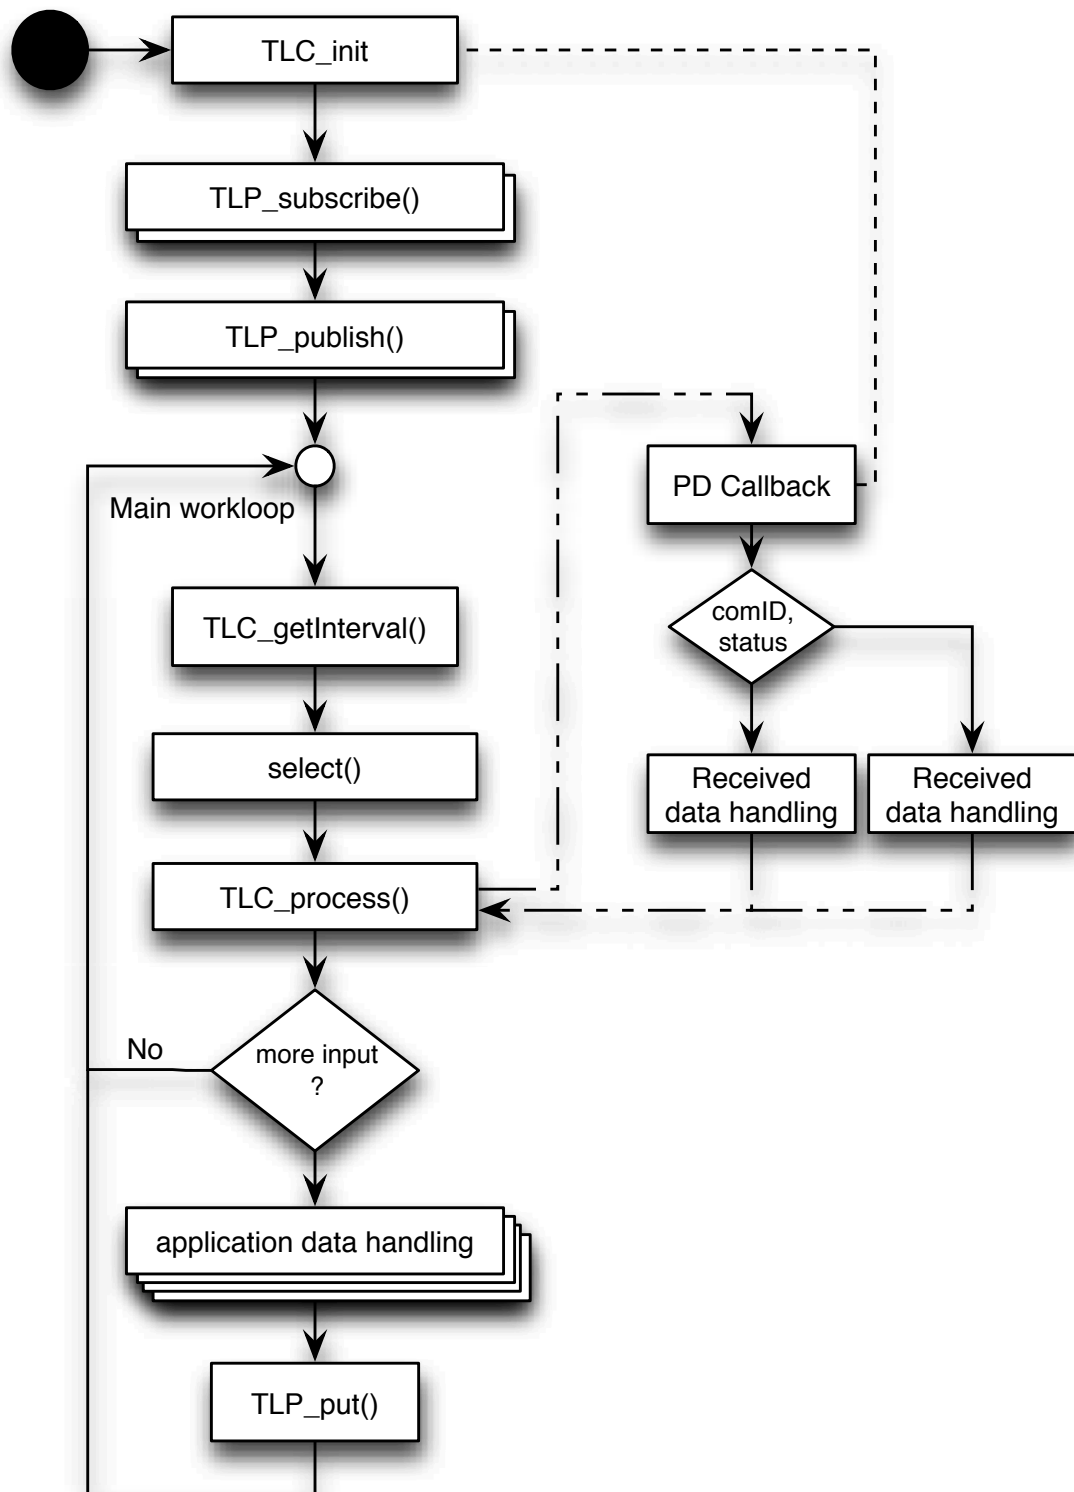 TLC_init
TLP_subscribe()
TLP_publish()
Main workloop
TLC_getInterval()
select()
TLC_process()
more input
?
No
application data handling
TLP_put()
PD Callback
comID,
status
Received
data handling
Received
data handling